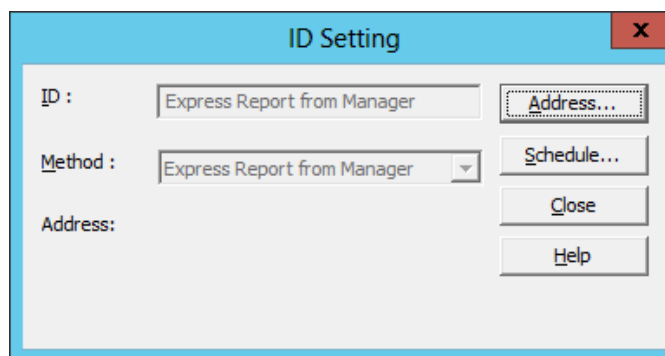 ID Setting
x
ID :
Express Report from Manager
Address...
Method :
Express Report from Manager
Schedule...
Address:
Close
Help